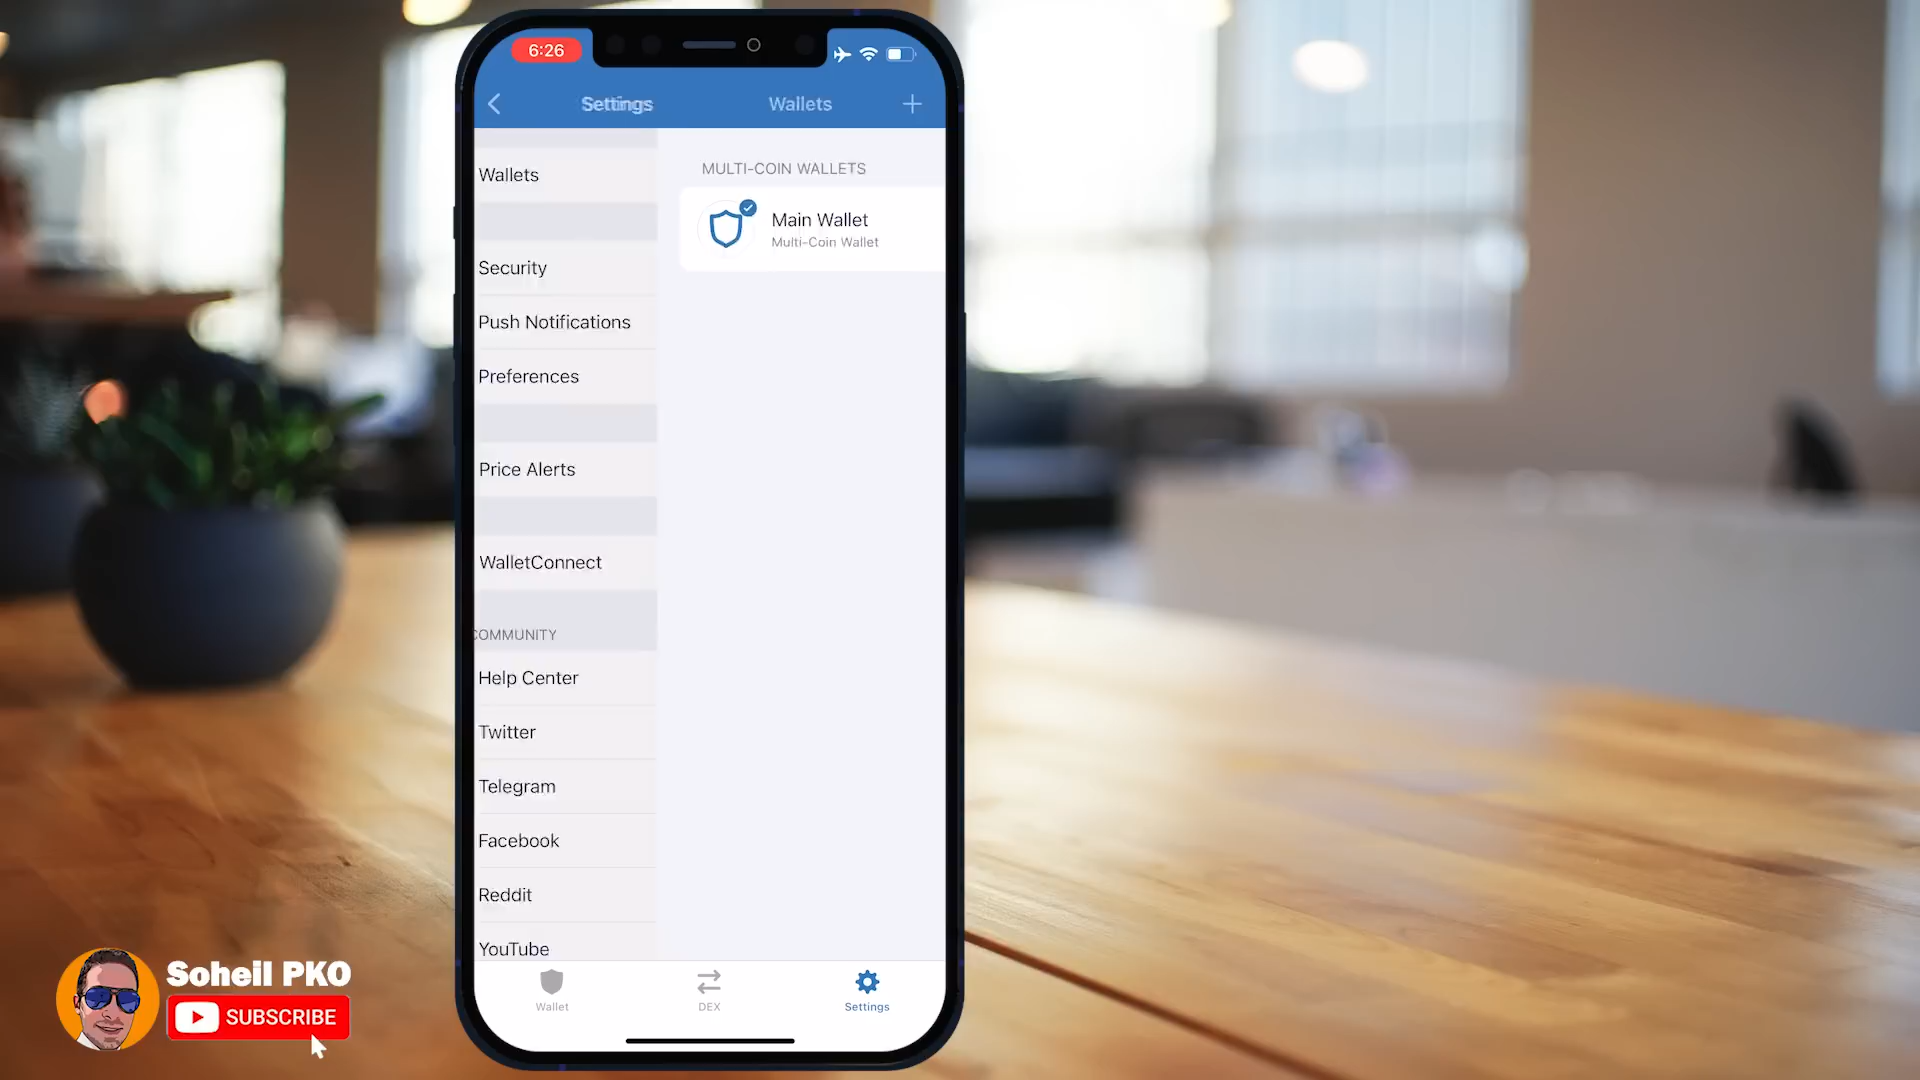 6:26
Settings
Wallets
Wallets
Security
Push Notifications
Preferences
Price Alerts
WalletConnect
COMMUNITY
Help Center
Twitter
Telegram
Facebook
Reddit
YouTube
MULTI-COIN WALLETS
Main Wallet
Multi-Coin Wallet
Wallet
DEX
Settings
Soheil PKO
SUBSCRIBE